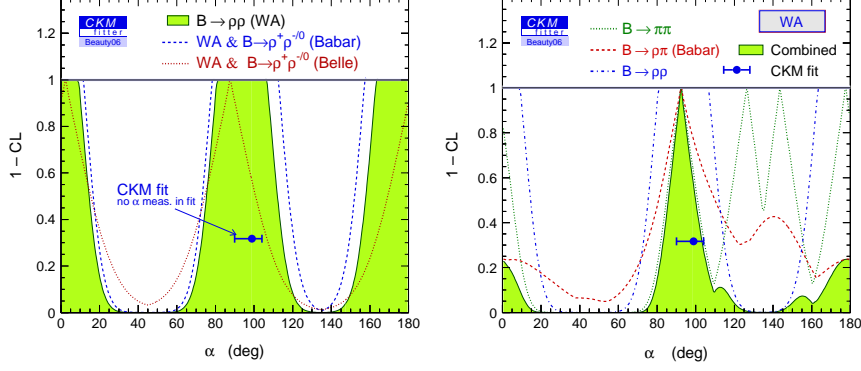 CKM
fitter
Beauty06
B → ρρ (WA)
WA & B→ρ⁺ρ⁻/⁰ (Babar)
WA & B→ρ⁺ρ⁻/⁰ (Belle)
1 – CL
1.2
1
0.8
0.6
0.4
0.2
0
CKM fit
no α meas. in fit
0 20 40 60 80 100 120 140 160 180
α (deg)
CKM
fitter
Beauty06
B → ππ
B → ρπ (Babar)
B → ρρ
WA
Combined
CKM fit
1 – CL
1.2
1
0.8
0.6
0.4
0.2
0
0 20 40 60 80 100 120 140 160 180
α (deg)